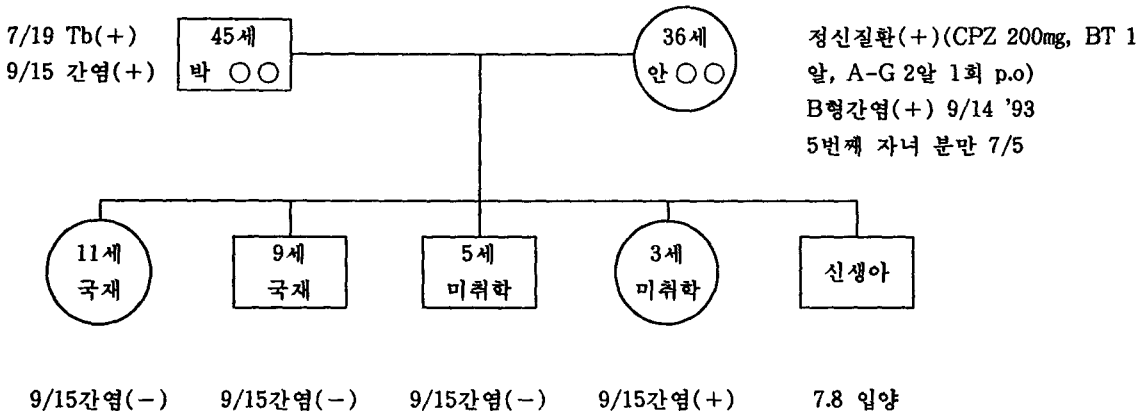 7/19 Tb(+)
9/15 간염(+)
45세
박 ○○
36세
안 ○○
정신질환(+)(CPZ 200mg, BT 1
알, A-G 2알 1회 p.o)
B형간염(+) 9/14 '93
5번째 자녀 분만 7/5
11세
국재
9세
국재
5세
미취학
3세
미취학
신생아
9/15간염(-)
9/15간염(-)
9/15간염(-)
9/15간염(+)
7.8 입양